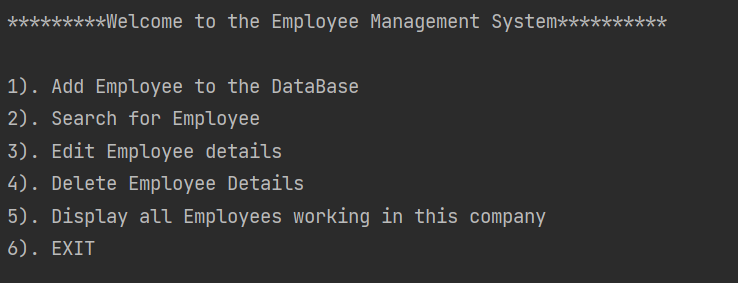 *********Welcome to the Employee Management System**********
1). Add Employee to the DataBase
2). Search for Employee
3). Edit Employee details
4). Delete Employee Details
5). Display all Employees working in this company
6). EXIT